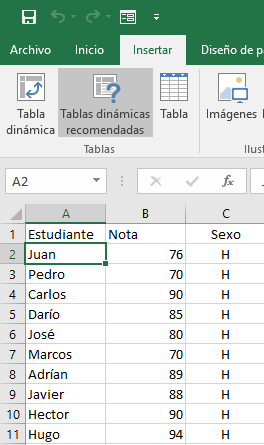 Archivo Inicio Insertar Diseño de
Tabla dinámica
Tablas dinámicas recomendadas
Tabla
Imágenes
Tablas
A2 fx
A B C
1 Estudiante Nota Sexo
2 Juan 76 H
3 Pedro 70 H
4 Carlos 90 H
5 Darío 85 H
6 José 80 H
7 Marcos 70 H
8 Adrían 89 H
9 Javier 88 H
10 Hector 90 H
11 Hugo 94 H